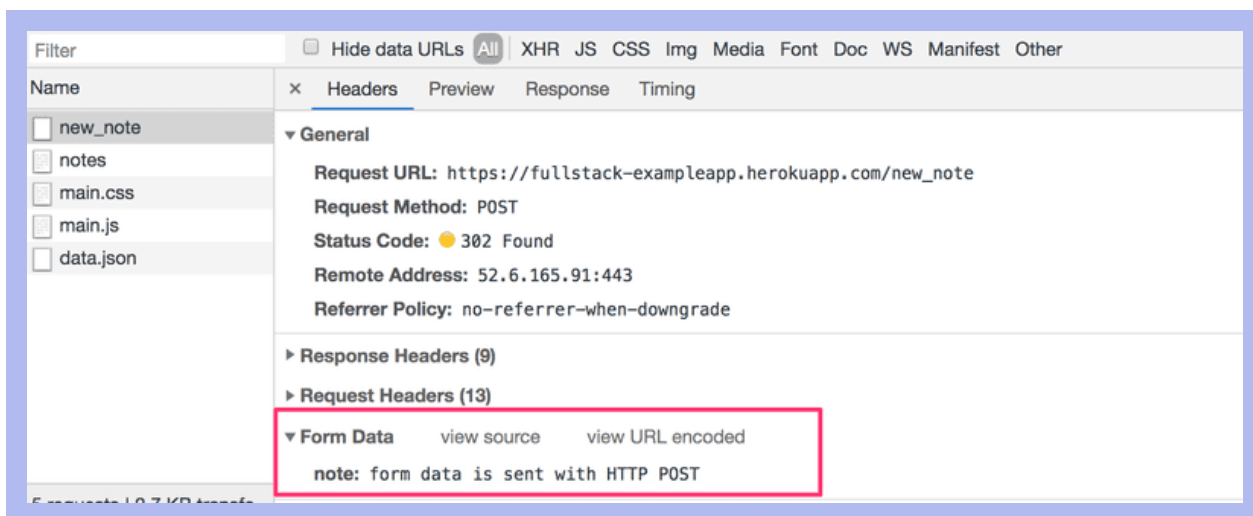 Filter
Hide data URLs All XHR JS CSS Img Media Font Doc WS Manifest Other
Name
× Headers Preview Response Timing
new_note
notes
main.css
main.js
data.json
▾ General
Request URL: https://fullstack-exampleapp.herokuapp.com/new_note
Request Method: POST
Status Code: 302 Found
Remote Address: 52.6.165.91:443
Referrer Policy: no-referrer-when-downgrade
▸ Response Headers (9)
▸ Request Headers (13)
▾ Form Data view source view URL encoded
note: form data is sent with HTTP POST
5 requests | KB